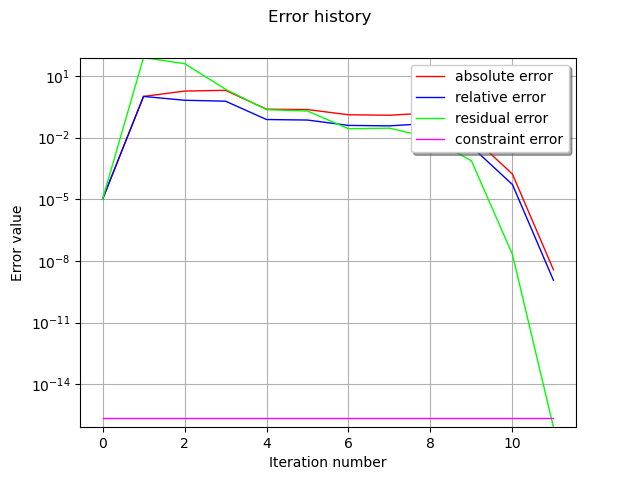 Error history
absolute error
relative error
residual error
constraint error
Error value
10^1
10^-2
10^-5
10^-8
10^-11
10^-14
0 2 4 6 8 10
Iteration number